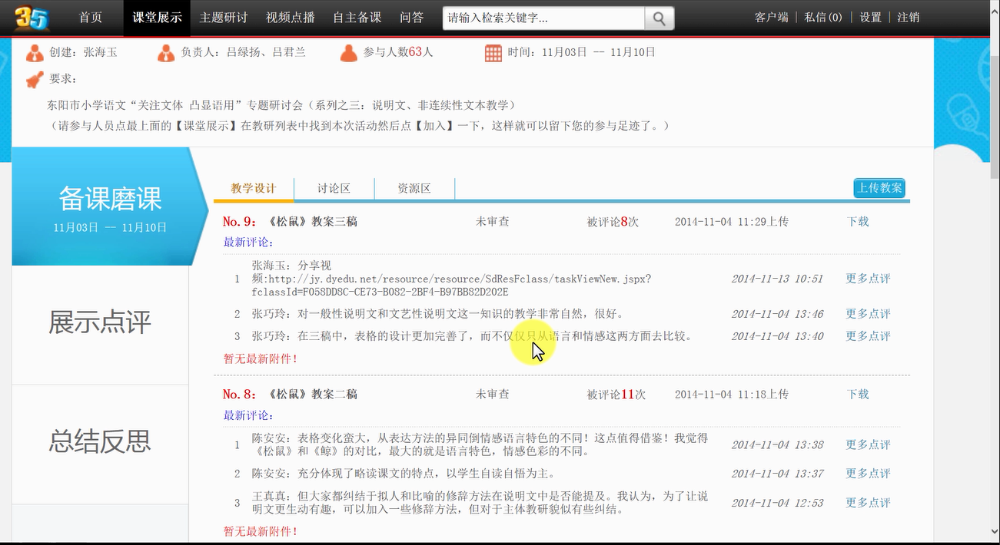 35 首页 课堂展示 主题研讨 视频点播 自主备课 问答 请输入检索关键字... 客户端 | 私信(0) | 设置 | 注销
创建：张海玉 负责人：吕绿扬、吕君兰 参与人数63人 时间：11月03日 -- 11月10日
要求：
东阳市小学语文“关注文体 凸显语用”专题研讨会（系列之三：说明文、非连续性文本教学）
（请参与人员点最上面的【课堂展示】在教研列表中找到本次活动然后点【加入】一下，这样就可以留下您的参与足迹了。）
备课磨课
11月03日 -- 11月10日
展示点评
总结反思
教学设计 讨论区 资源区 上传教案
No. 9：《松鼠》教案三稿 未审查 被评论8次 2014-11-04 11:29上传 下载
最新评论：
张海玉：分享视
1 频:http://jy.dyedu.net/resource/resource/SdResFclass/taskViewNew.jspx? 2014-11-13 10:51 更多点评
fclassId=F058DD8C-CE73-B082-2BF4-B97BB82D202E
2 张巧玲：对一般性说明文和文艺性说明文这一知识的教学非常自然，很好。 2014-11-04 13:46 更多点评
3 张巧玲：在三稿中，表格的设计更加完善了，而不仅仅只从语言和情感这两方面去比较。 2014-11-04 13:40 更多点评
暂无最新附件！
No. 8：《松鼠》教案二稿 未审查 被评论11次 2014-11-04 11:18上传 下载
最新评论：
1 陈安安：表格变化蛮大，从表达方法的异同倒情感语言特色的不同！这点值得借鉴！我觉得 2014-11-04 13:38 更多点评
《松鼠》和《鲸》的对比，最大的就是语言特色，情感色彩的不同。
2 陈安安：充分体现了略读课文的特点，以学生自读自悟为主。 2014-11-04 13:37 更多点评
3 王真真：但大家都纠结于拟人和比喻的修辞方法在说明文中是否能提及。我认为，为了让说 2014-11-04 12:53 更多点评
明文更生动有趣，可以加入一些修辞方法，但对于主体教研貌似有些纠结。
暂无最新附件！